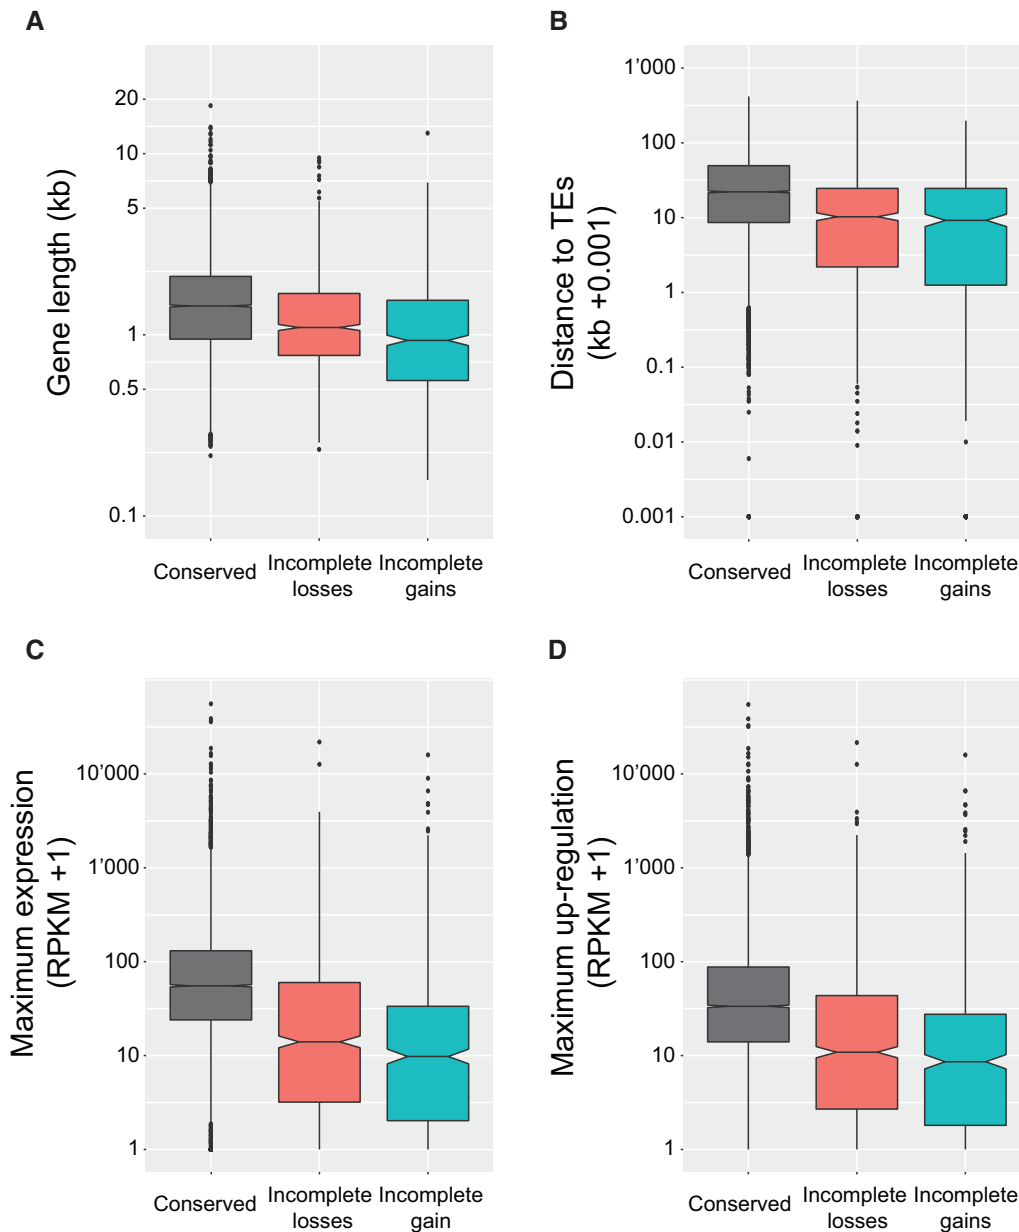 A
Gene length (kb)
20
10
5
1
0.5
0.1
Conserved
Incomplete
losses
Incomplete
gains
B
Distance to TEs
(kb +0.001)
1’000
100
10
1
0.1
0.01
0.001
Conserved
Incomplete
losses
Incomplete
gains
C
Maximum expression
(RPKM +1)
10’000
1’000
100
10
1
Conserved
Incomplete
losses
Incomplete
gain
D
Maximum up-regulation
(RPKM +1)
10’000
1’000
100
10
1
Conserved
Incomplete
losses
Incomplete
gains